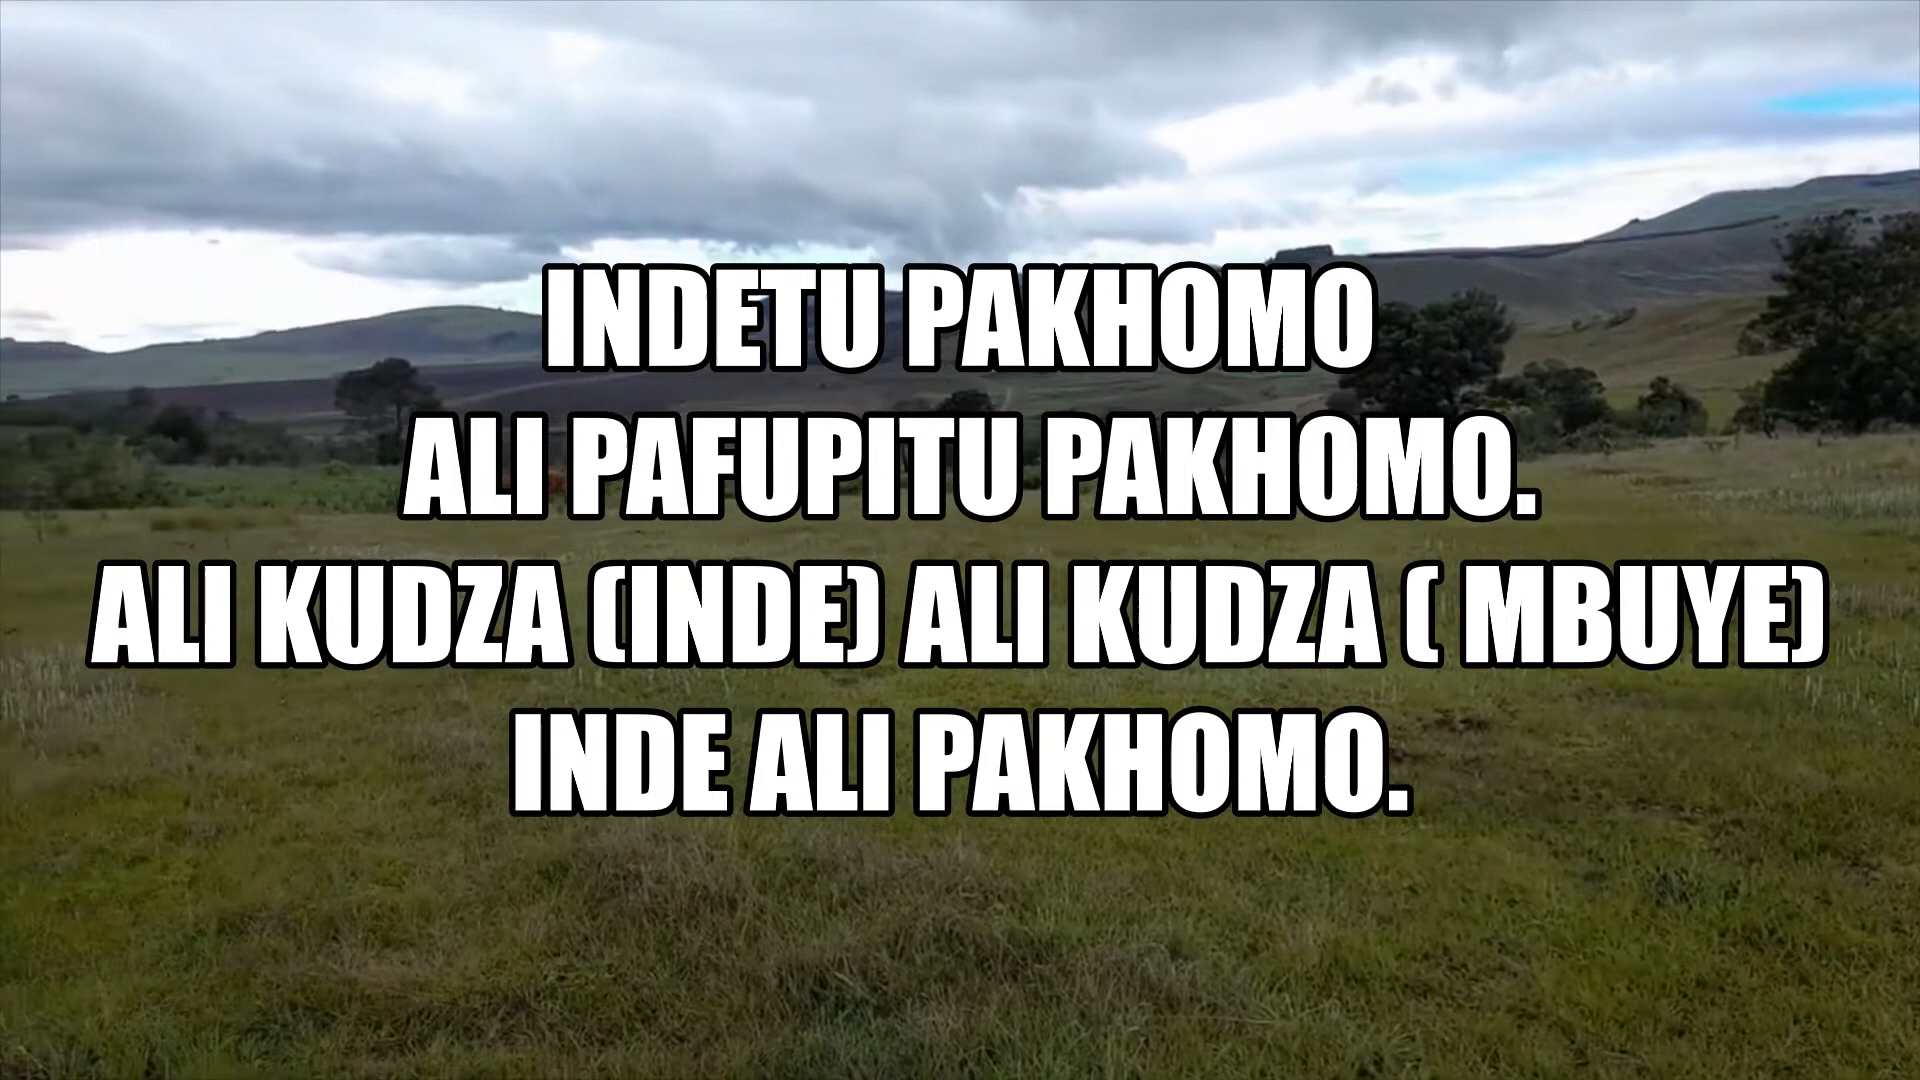 INDETU PAKHOMO
ALI PAFUPITU PAKHOMO.
ALI KUDZA (INDE) ALI KUDZA ( MBUYE)
INDE ALI PAKHOMO.